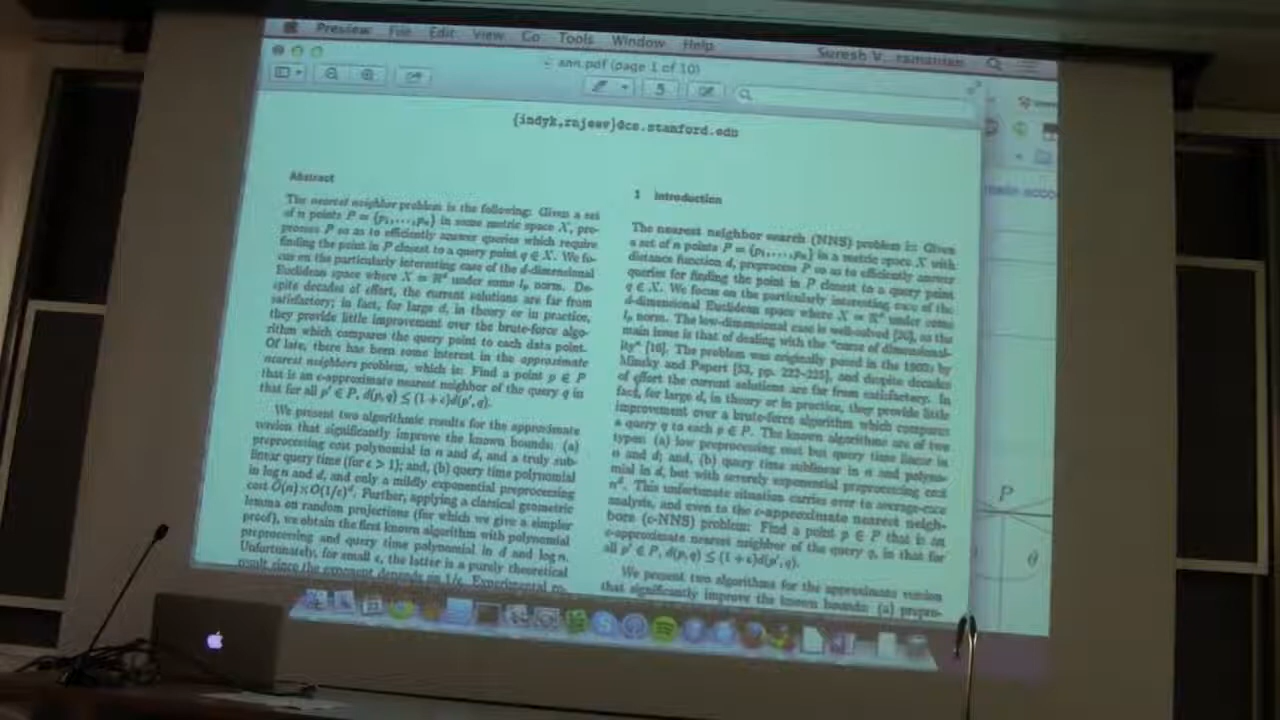 Preview File Edit View Go Tools Window Help Suresh V.
ann.pdf (page 1 of 10)
{indyk,rajeev}@cs.stanford.edu
Abstract
The nearest neighbor problem is the following: Given a set
of n points P = {p₁,...,pₙ} in some metric space X, pre-
process P so as to efficiently answer queries which require
finding the point in P closest to a query point q ∈ X. We fo-
cus on the particularly interesting case of the d-dimensional
Euclidean space where X = ℜᵈ under some lₚ norm. De-
spite decades of effort, the current solutions are far from
satisfactory; in fact, for large d, in theory or in practice,
they provide little improvement over the brute-force algo-
rithm which compares the query point to each data point.
Of late, there has been some interest in the approximate
nearest neighbors problem, which is: Find a point p ∈ P
that is an ε-approximate nearest neighbor of the query q in
that for all p' ∈ P, d(p,q) ≤ (1+ε)d(p',q).
We present two algorithmic results for the approximate
version that significantly improve the known bounds: (a)
preprocessing cost polynomial in n and d, and a truly sub-
linear query time (for ε > 1); and, (b) query time polynomial
in log n and d, and only a mildly exponential preprocessing
cost Õ(n)×O(1/ε)ᵈ. Further, applying a classical geometric
lemma on random projections (for which we give a simpler
proof), we obtain the first known algorithm with polynomial
preprocessing and query time polynomial in d and log n.
Unfortunately, for small ε, the latter is a purely theoretical
result since the exponent depends on 1/ε. Experimental re-
1 Introduction
The nearest neighbor search (NNS) problem is: Given
a set of n points P = {p₁,...,pₙ} in a metric space X with
distance function d, preprocess P so as to efficiently answer
queries for finding the point in P closest to a query point
q ∈ X. We focus on the particularly interesting case of the
d-dimensional Euclidean space where X = ℜᵈ under some
lₚ norm. The low-dimensional case is well-solved, so the
main issue is that of dealing with the "curse of dimensional-
ity" [16]. The problem was originally posed in the 1960s by
Minsky and Papert [53, pp. 222–225], and despite decades
of effort the current solutions are far from satisfactory. In
fact, for large d, in theory or in practice, they provide little
improvement over a brute-force algorithm which compares
a query q to each p ∈ P. The known algorithms are of two
types: (a) low preprocessing cost but query time linear in
n and d; and, (b) query time sublinear in n and polyno-
mial in d, but with severely exponential preprocessing cost
nᵈ. This unfortunate situation carries over to average-case
analysis, and even to the ε-approximate nearest neigh-
bors (ε-NNS) problem: Find a point p ∈ P that is an
ε-approximate nearest neighbor of the query q, in that for
all p' ∈ P, d(p,q) ≤ (1+ε)d(p',q).
We present two algorithms for the approximate version
that significantly improve the known bounds: (a) prepro-
P
θ